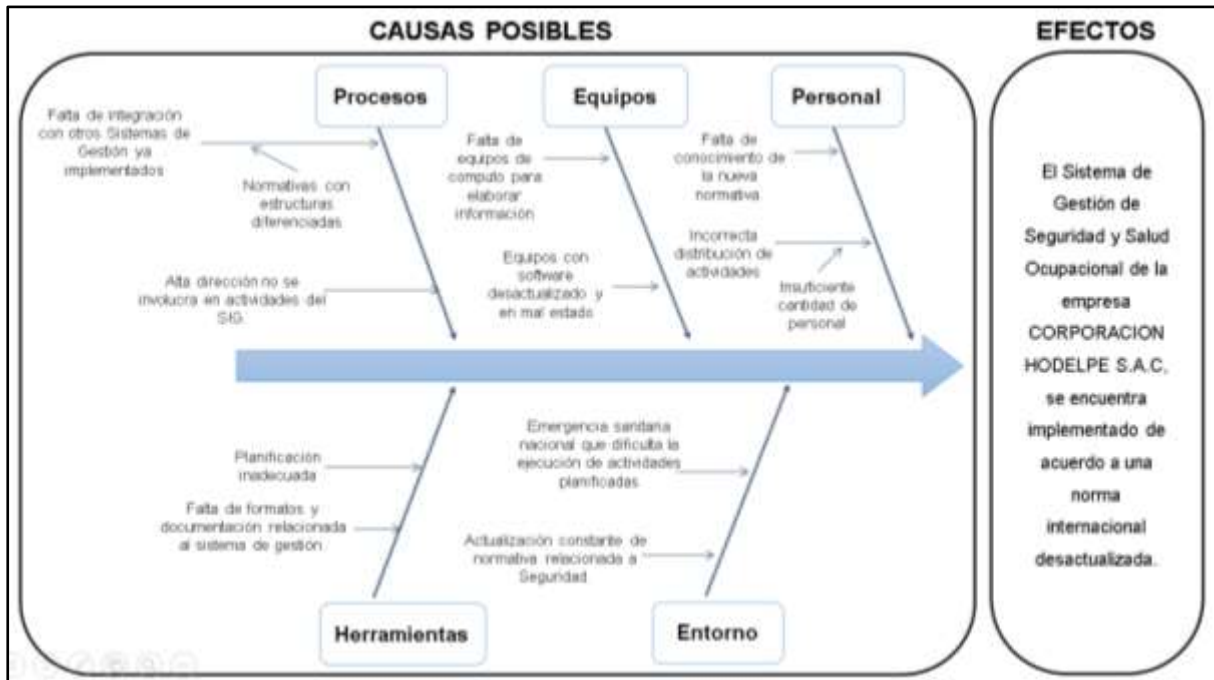 CAUSAS POSIBLES
EFECTOS
Procesos
Equipos
Personal
Falta de integración
con otros Sistemas de
Gestión ya
implementados
Normativas con
estructuras
diferenciadas
Alta dirección no se
involucra en actividades del
SIG.
Falta de
equipos de
computo para
elaborar
información
Equipos con
software
desactualizado y
en mal estado
Falta de
conocimiento de
la nueva
normativa
Incorrecta
distribución de
actividades
Insuficiente
cantidad de
personal
Planificación
inadecuada
Falta de formatos y
documentación relacionada
al sistema de gestión.
Emergencia sanitaria
nacional que dificulta la
ejecución de actividades
planificadas.
Actualización constante de
normativa relacionada a
Seguridad
Herramientas
Entorno
El Sistema de
Gestión de
Seguridad y Salud
Ocupacional de la
empresa
CORPORACION
HODELPE S.A.C,
se encuentra
implementado de
acuerdo a una
norma
internacional
desactualizada.